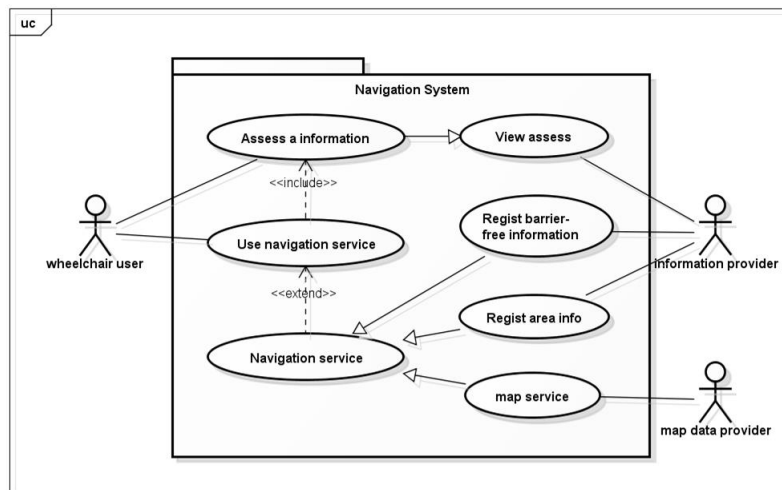 uc
Navigation System
Assess a information
View assess
<<include>>
Regist barrier-
free information
wheelchair user
Use navigation service
information provider
<<extend>>
Regist area info
Navigation service
map service
map data provider